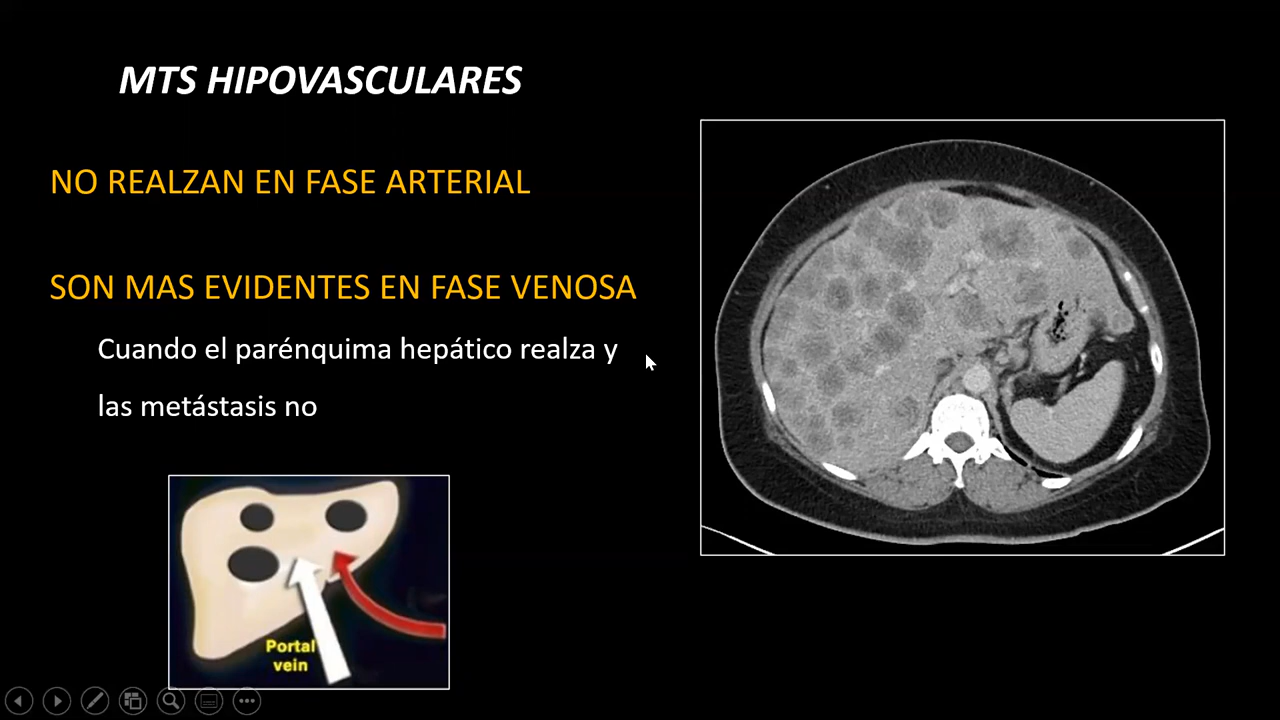 MTS HIPOVASCULARES
NO REALZAN EN FASE ARTERIAL
SON MAS EVIDENTES EN FASE VENOSA
Cuando el parénquima hepático realza y
las metástasis no
Portal
vein